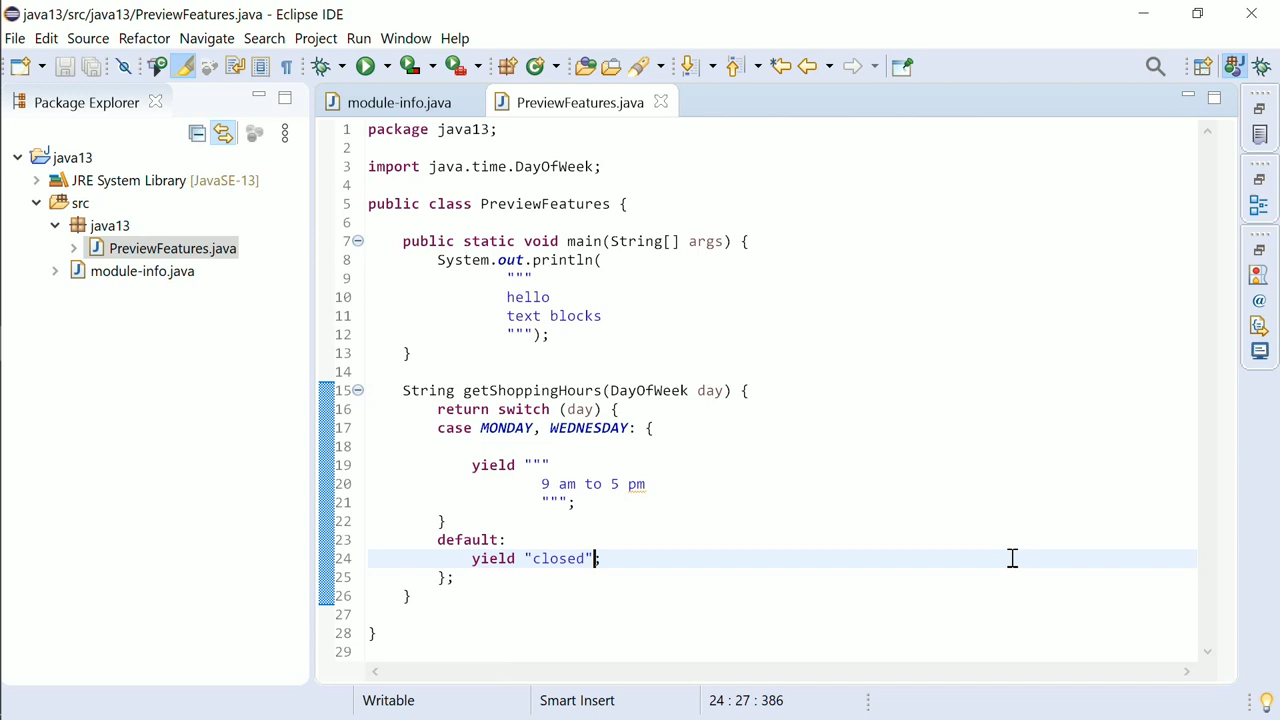 java13/src/java13/PreviewFeatures.java - Eclipse IDE
File Edit Source Refactor Navigate Search Project Run Window Help
Package Explorer
module-info.java
PreviewFeatures.java
java13
JRE System Library [JavaSE-13]
src
java13
PreviewFeatures.java
module-info.java
1 package java13;
2
3 import java.time.DayOfWeek;
4
5 public class PreviewFeatures {
6
7 public static void main(String[] args) {
8 System.out.println(
9 """
10 hello
11 text blocks
12 """);
13 }
14
15 String getShoppingHours(DayOfWeek day) {
16 return switch (day) {
17 case MONDAY, WEDNESDAY: {
18
19 yield """
20 9 am to 5 pm
21 """;
22 }
23 default:
24 yield "closed";
25 };
26 }
27
28 }
29
Writable
Smart Insert
24 : 27 : 386